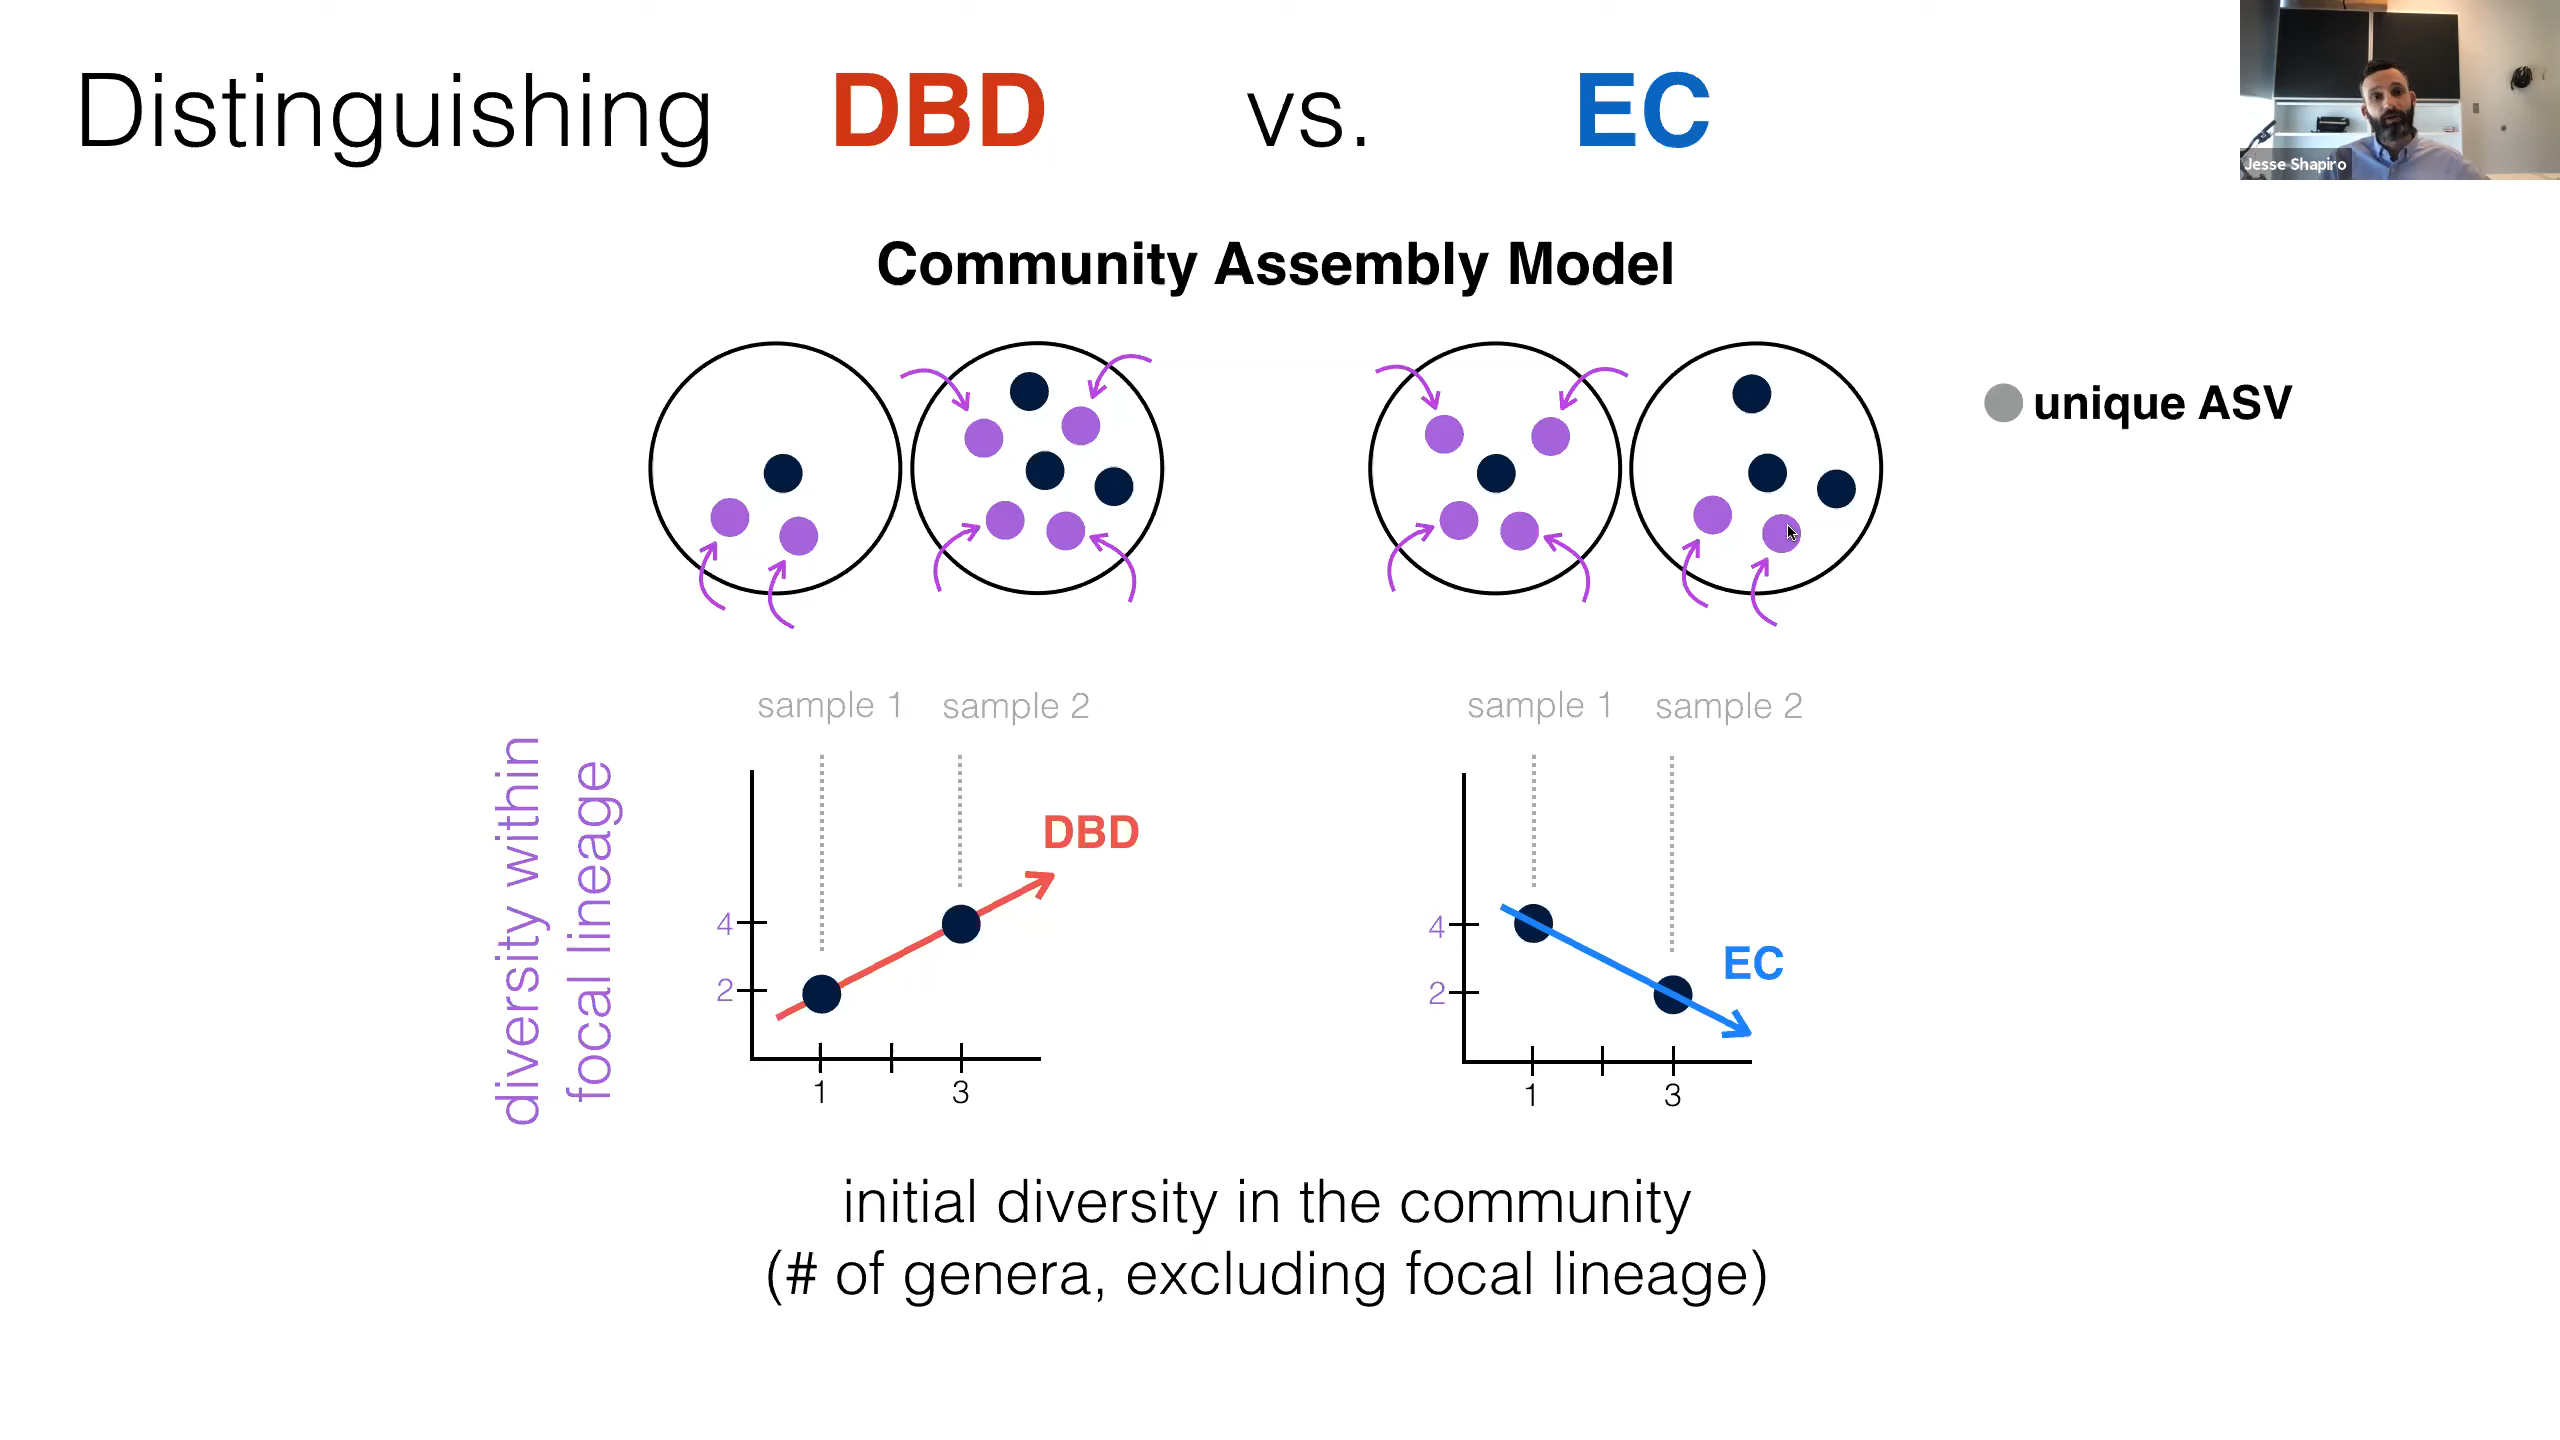 Distinguishing DBD vs. EC
Jesse Shapiro
Community Assembly Model
unique ASV
sample 1 sample 2
sample 1 sample 2
diversity within
focal lineage
DBD
4
2
1 3
EC
4
2
1 3
initial diversity in the community
(# of genera, excluding focal lineage)